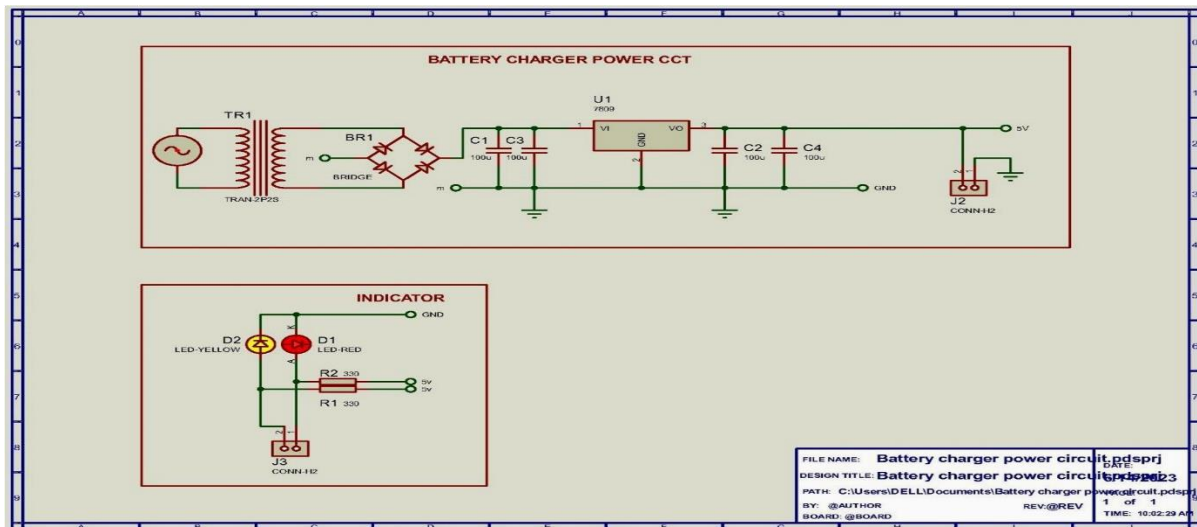 A B C D E F G H I J
0 1 2 3 4 5 6 7 8 9
BATTERY CHARGER POWER CCT
TR1
TRAN-2P2S
BR1
BRIDGE
E
E
C1
100u
C3
100u
U1
7809
1 VI VO 3
GND
2
C2
100u
C4
100u
5V
GND
2 1
J2
CONN-H2
INDICATOR
GND
D2
LED-YELLOW
K
D1
LED-RED
A
R2 330
5v
5v
R1 330
2 1
J3
CONN-H2
FILE NAME: Battery charger power circuit.pdsprj
DESIGN TITLE: Battery charger power circuit.pdsprj
PATH: C:\Users\DELL\Documents\Battery charger power circuit.pdsprj
BY: @AUTHOR
REV:@REV
BOARD: @BOARD
DATE:
1 of 1
TIME: 10:02:29 AM
A B C D E F G H J